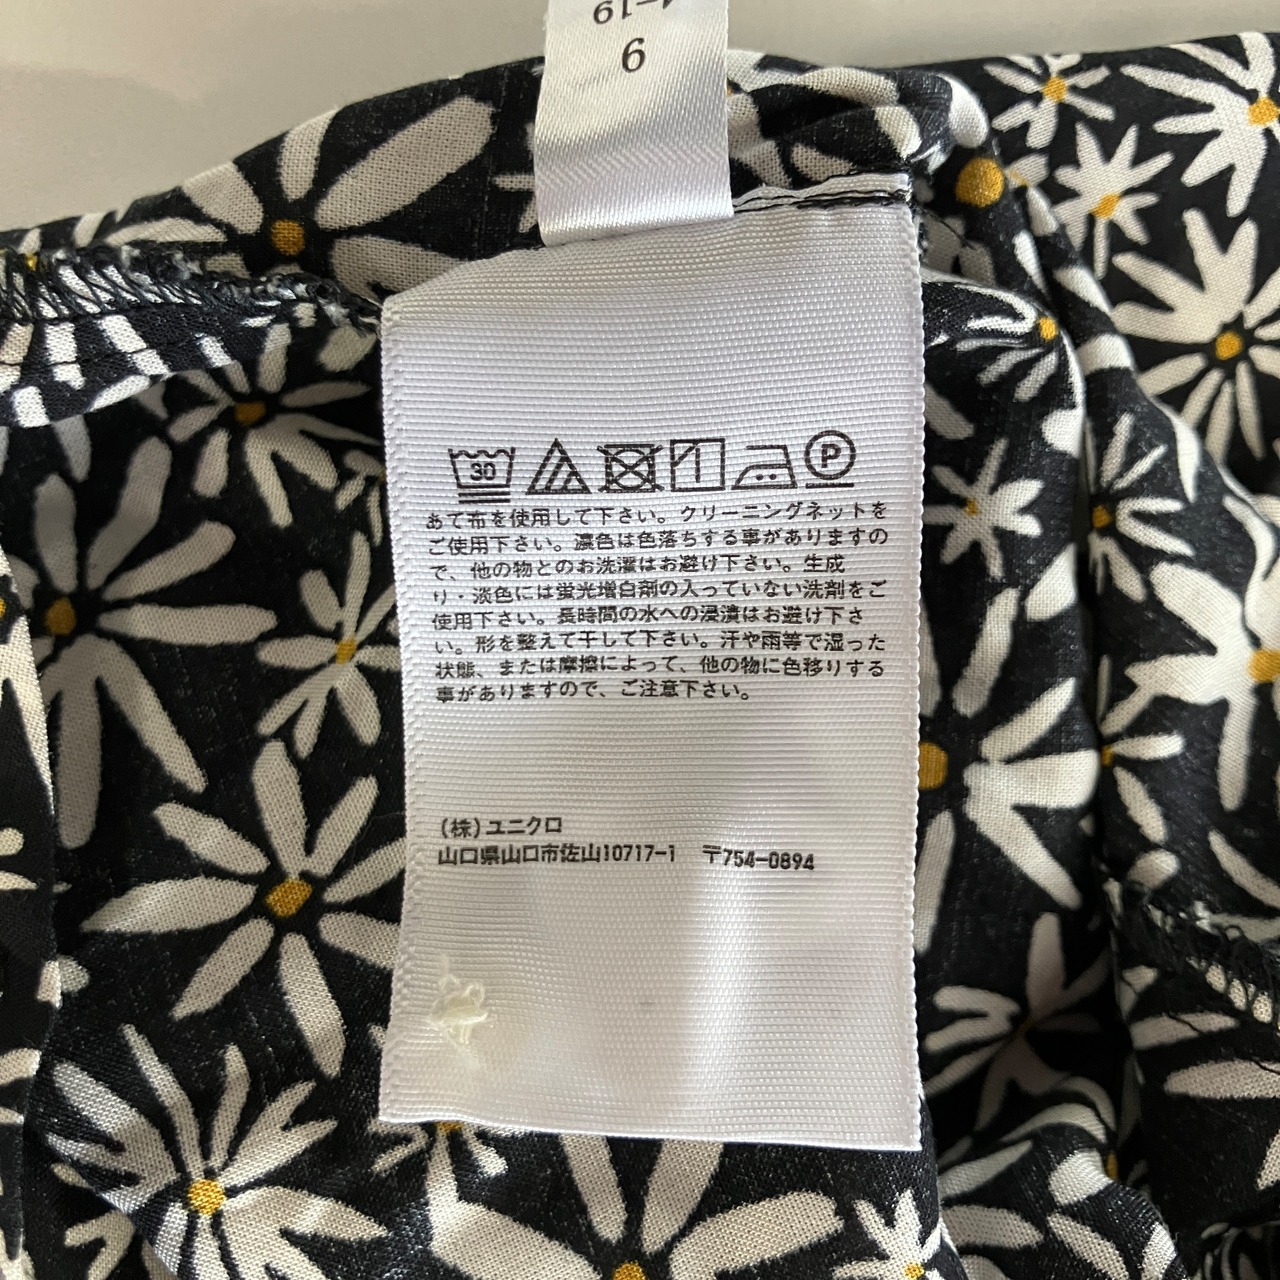 30 P
あて布を使用して下さい。クリーニングネットを
ご使用下さい。濃色は色落ちする事がありますの
で、他の物とのお洗濯はお避け下さい。生成
り・淡色には蛍光増白剤の入っていない洗剤をご
使用下さい。長時間の水への浸漬はお避け下さ
い。形を整えて干して下さい。汗や雨等で湿った
状態、または摩擦によって、他の物に色移りする
事がありますので、ご注意下さい。
(株)ユニクロ
山口県山口市佐山10717-1 〒754-0894